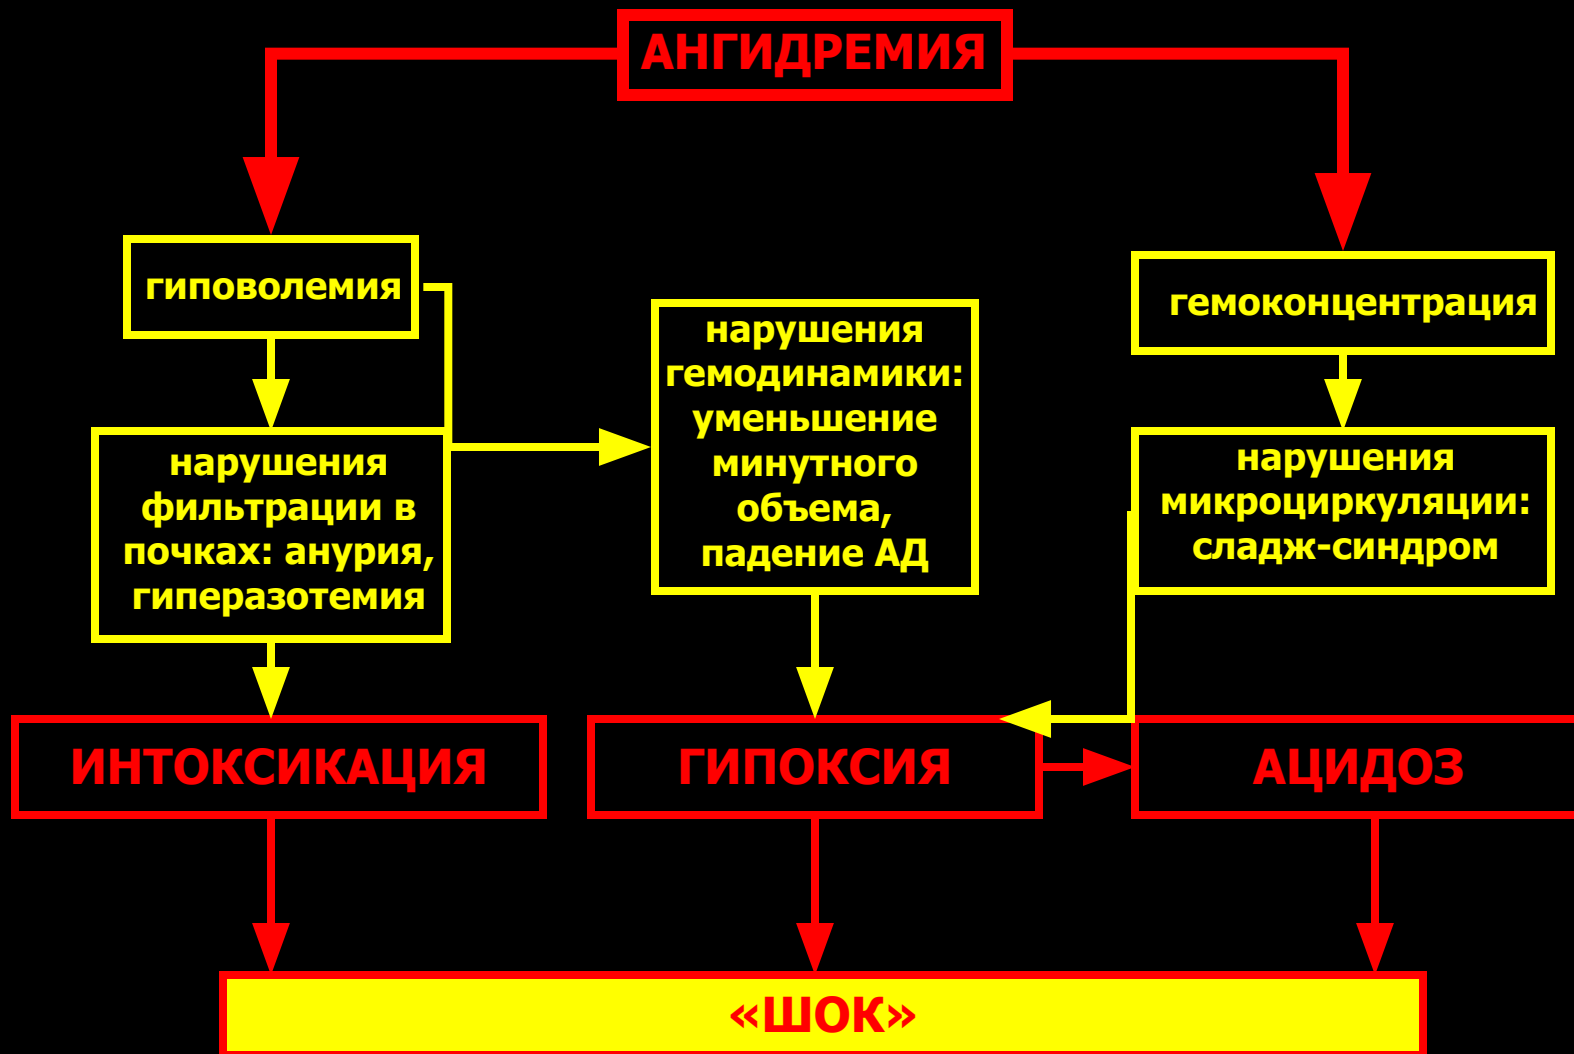 АНГИДРЕМИЯ
гиповолемия
гемоконцентрация
нарушения
гемодинамики:
уменьшение
минутного
объема,
падение АД
нарушения
фильтрации в
почках: анурия,
гиперазотемия
нарушения
микроциркуляции:
сладж-синдром
ИНТОКСИКАЦИЯ
ГИПОКСИЯ
АЦИДОЗ
«ШОК»